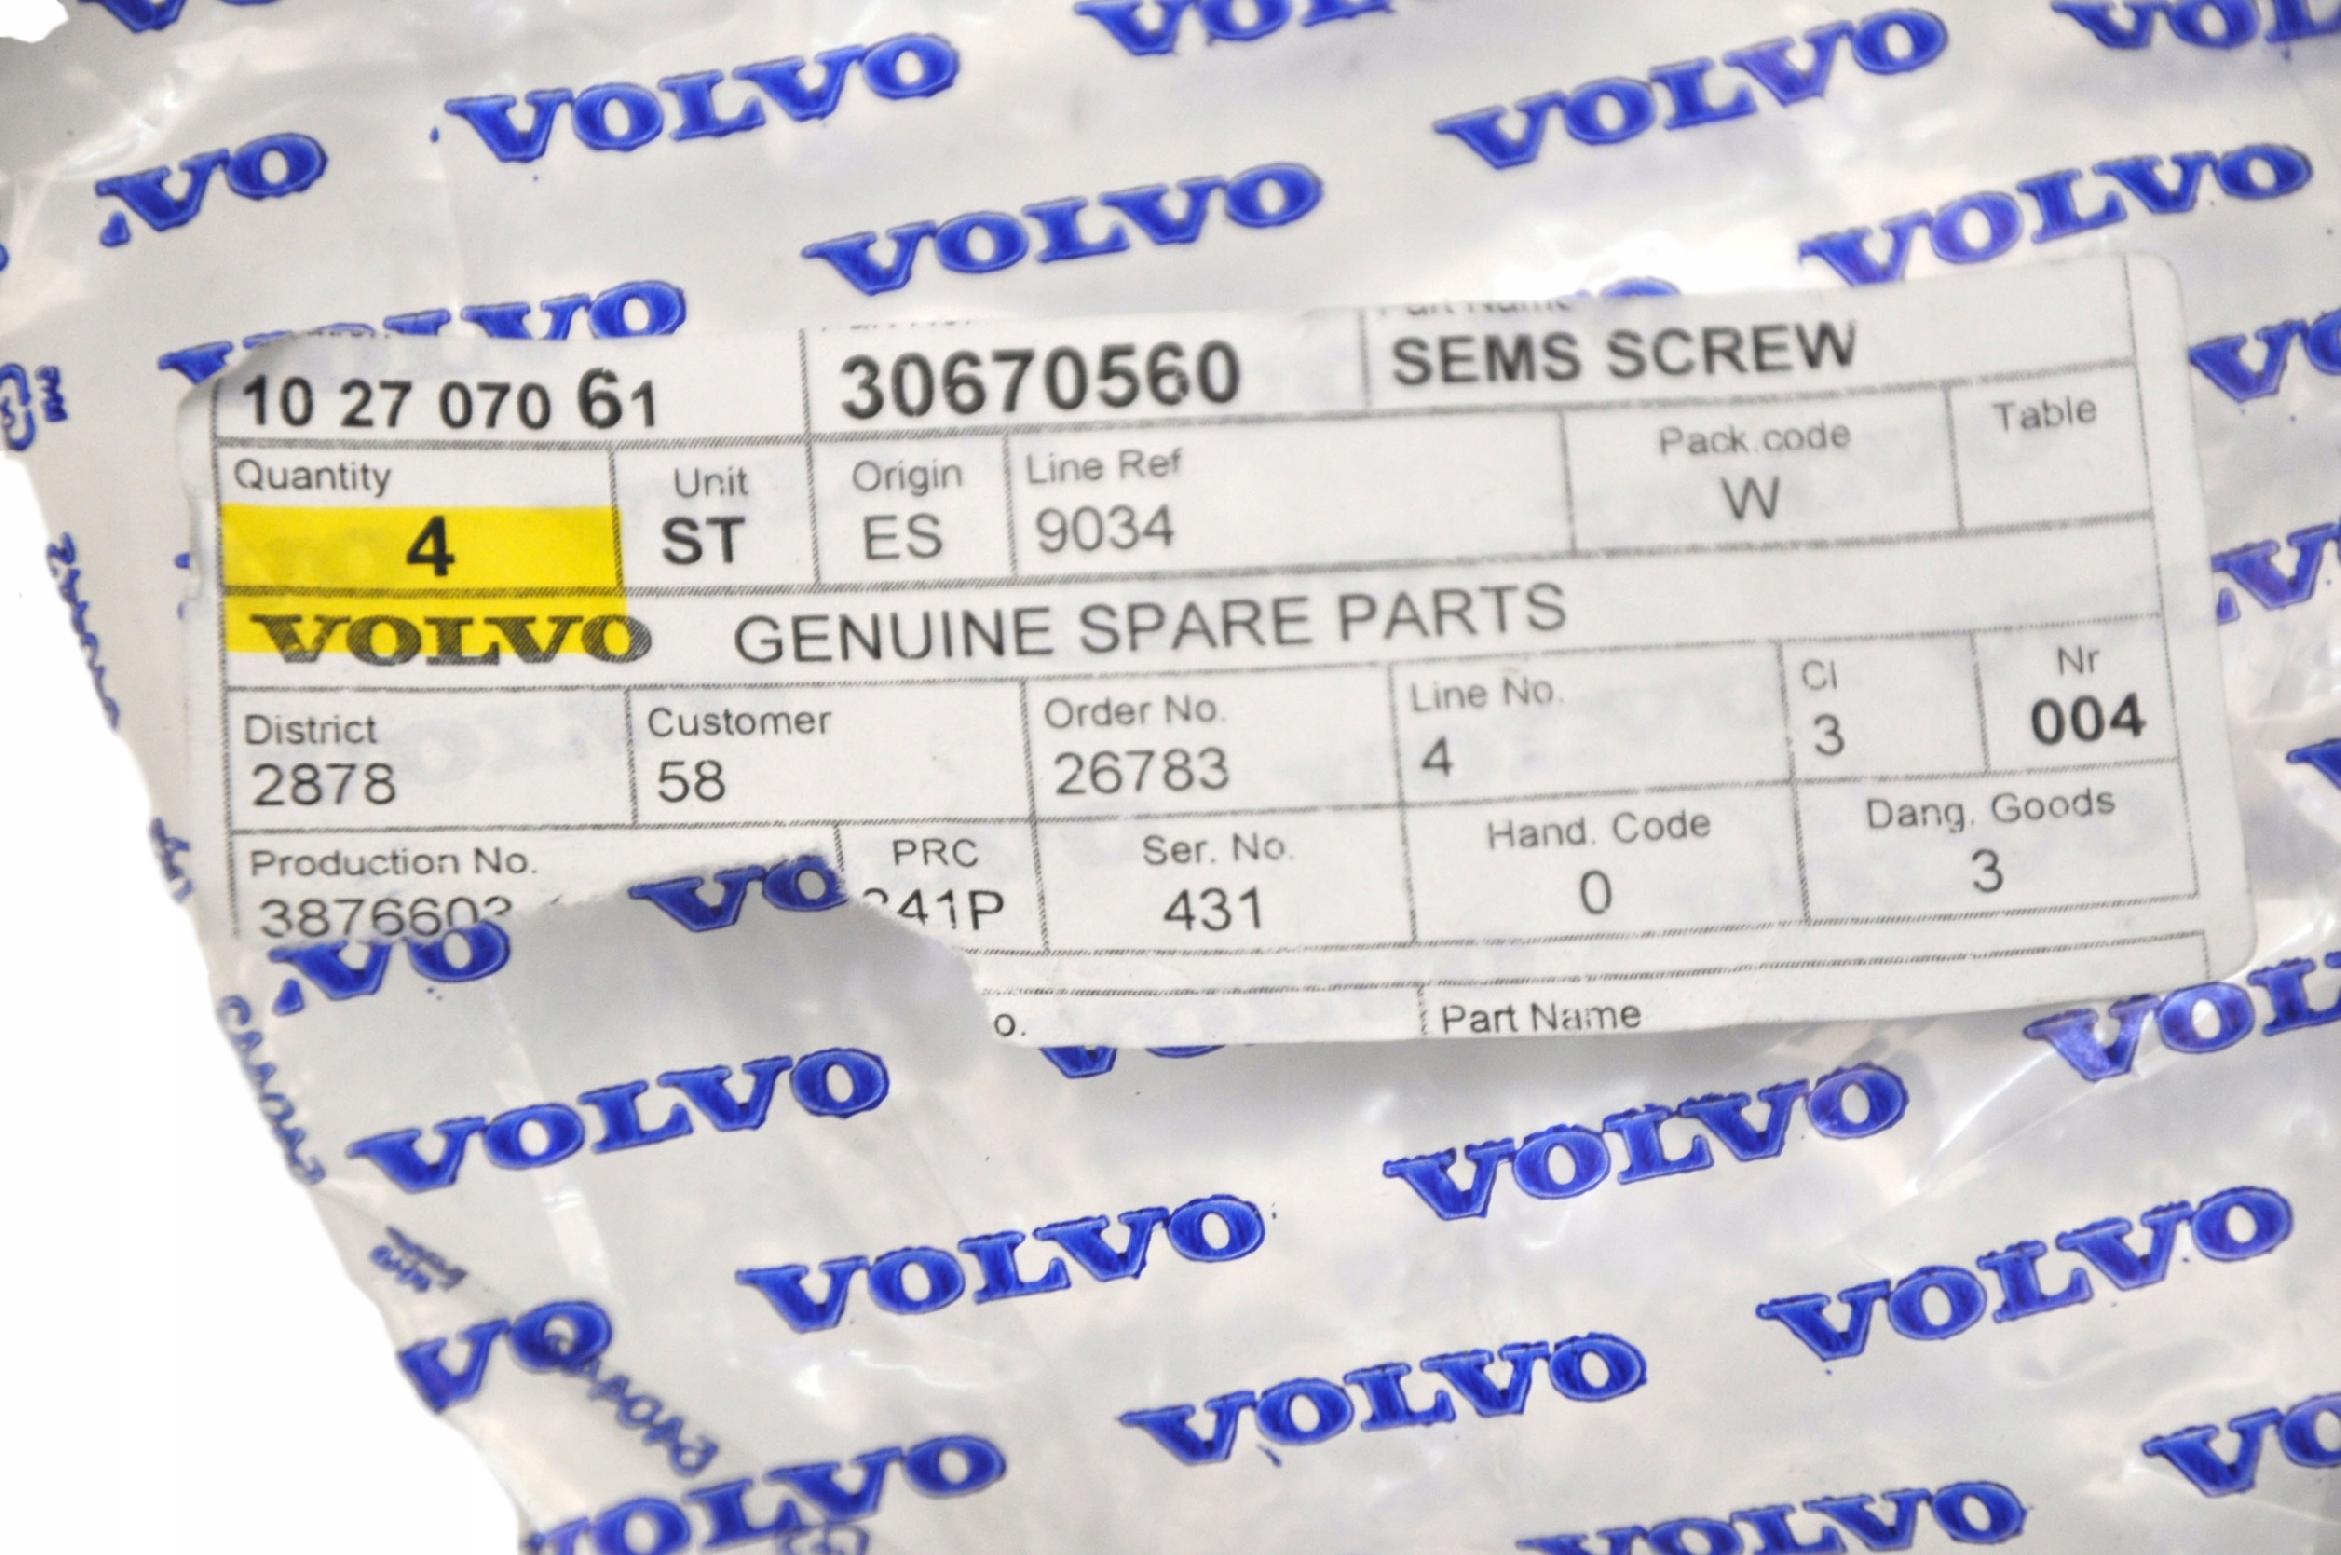 VOLVO
VOLVO
VOLVO
VOLVO
VOLVO
10 27 070 61 30670560 SEMS SCREW
Quantity Unit Origin Line Ref Pack.code Table
4 ST ES 9034 W
VOLVO GENUINE SPARE PARTS
District Customer Order No. Line No. Cl Nr
2878 58 26783 4 3 004
Production No. PRC Ser. No. Hand. Code Dang. Goods
41P 431 0 3
Part Name
VOLVO
VOLVO
VOLVO
VOLVO
VOLVO
VOLVO
VOLVO